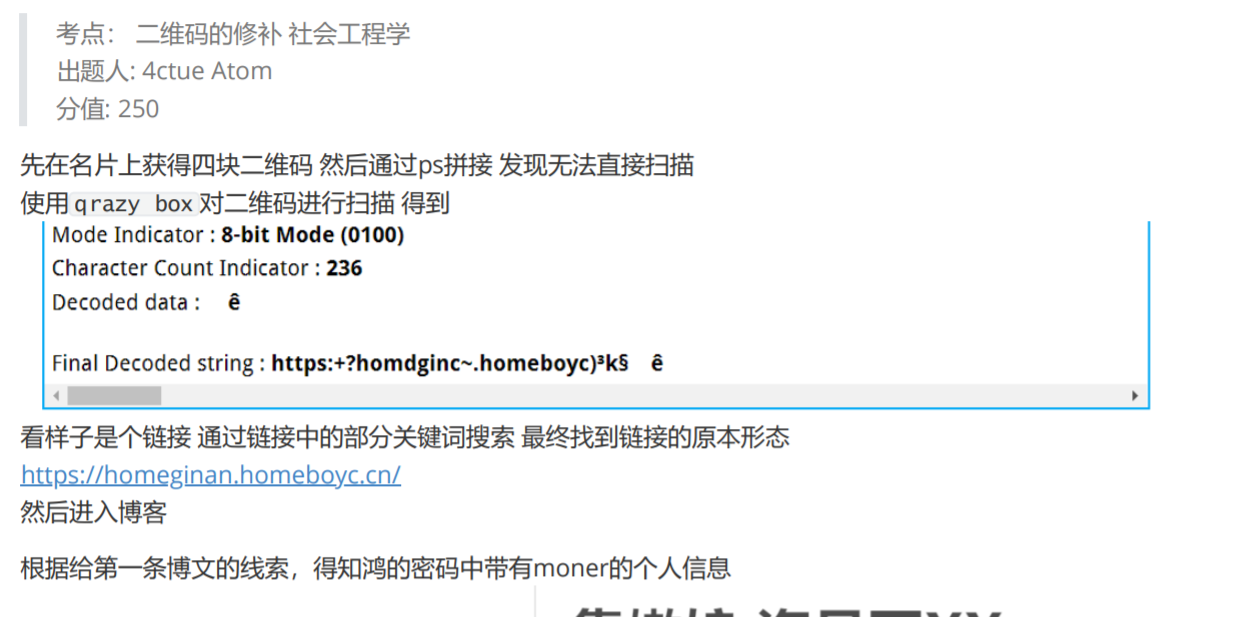 考点： 二维码的修补 社会工程学
出题人: 4ctue Atom
分值: 250
先在名片上获得四块二维码 然后通过ps拼接 发现无法直接扫描
使用qrazy box对二维码进行扫描 得到
Mode Indicator : 8-bit Mode (0100)
Character Count Indicator : 236
Decoded data : ê
Final Decoded string : https:+?homdginc~.homeboyc)³k§ ê
看样子是个链接 通过链接中的部分关键词搜索 最终找到链接的原本形态
https://homeginan.homeboyc.cn/
然后进入博客
根据给第一条博文的线索，得知鸿的密码中带有moner的个人信息